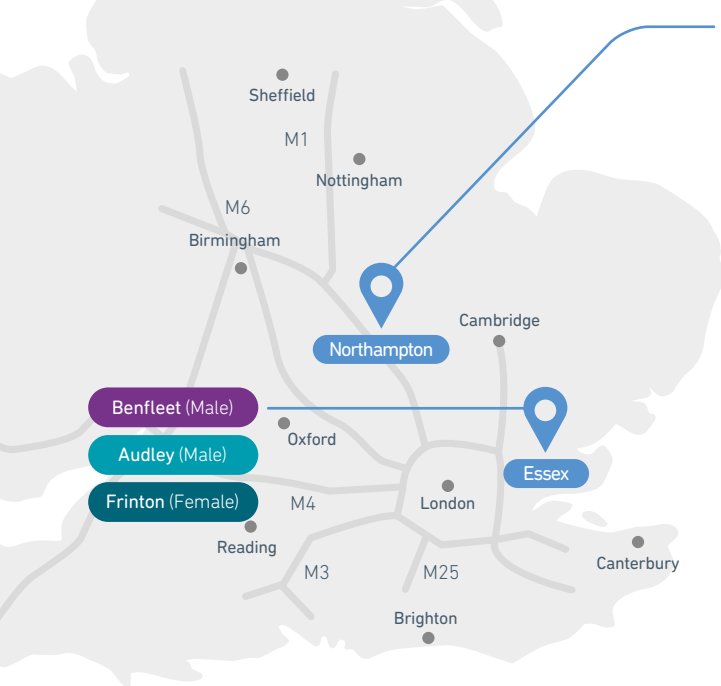 Sheffield
M1
Nottingham
M6
Birmingham
Cambridge
Northampton
Benfleet (Male)
Oxford
Audley (Male)
Essex
Frinton (Female)
M4
London
Reading
Canterbury
M3
M25
Brighton